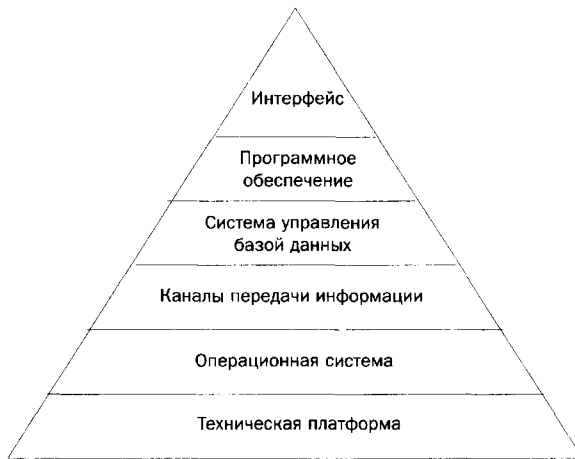 Интерфейс
Программное
обеспечение
Система управления
базой данных
Каналы передачи информации
Операционная система
Техническая платформа